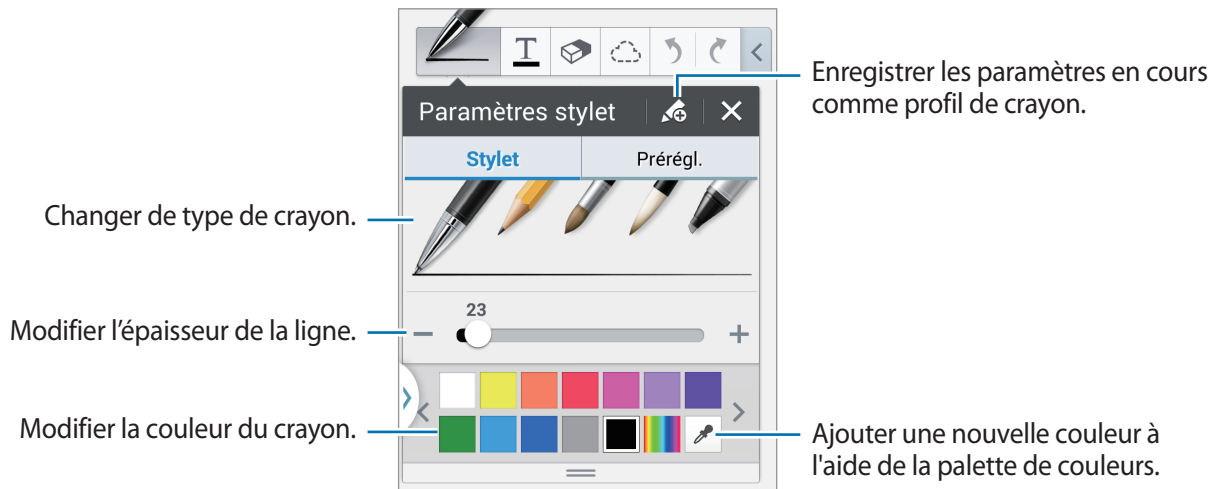 T
Enregistrer les paramètres en cours
comme profil de crayon.
Paramètres stylet
Stylet
Prérégl.
Changer de type de crayon.
23
Modifier l’épaisseur de la ligne.
Modifier la couleur du crayon.
Ajouter une nouvelle couleur à
l'aide de la palette de couleurs.